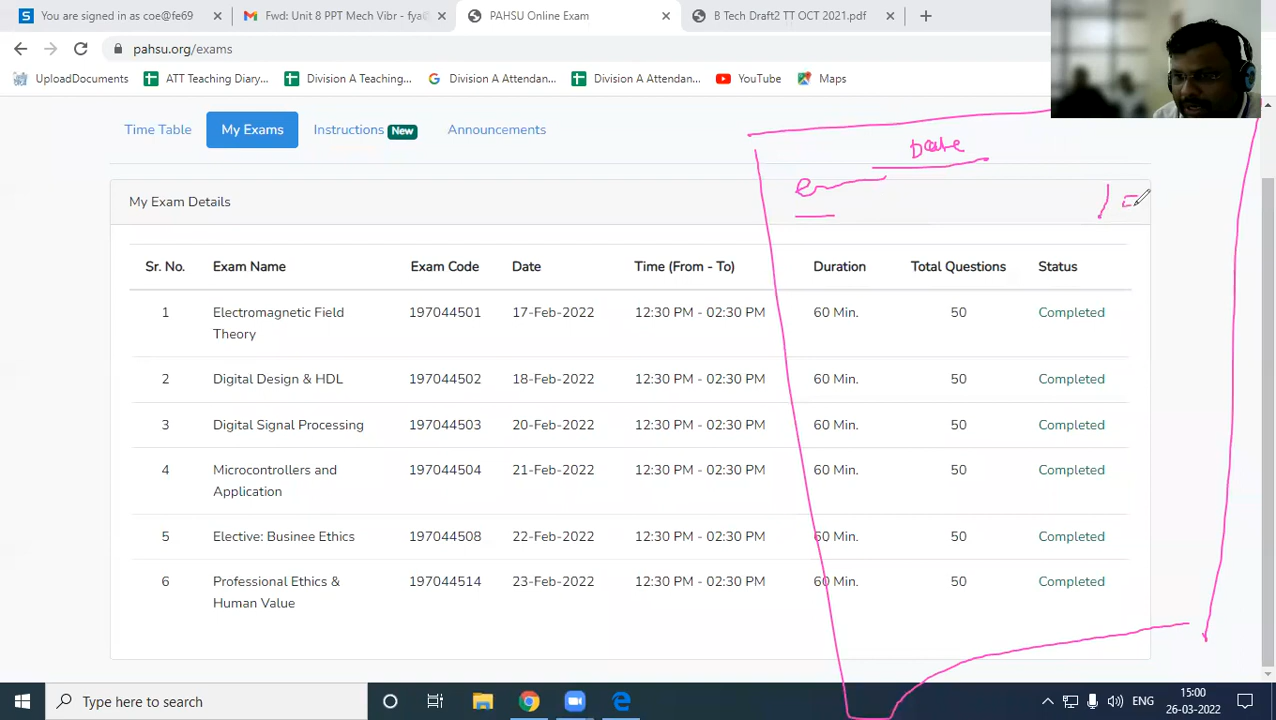 You are signed in as coe@fe69
Fwd: Unit 8 PPT Mech Vibr - fya@
PAHSU Online Exam
B Tech Draft2 TT OCT 2021.pdf
pahsu.org/exams
UploadDocuments
ATT Teaching Diary...
Division A Teaching...
Division A Attendan...
Division A Attendan...
YouTube
Maps
Time Table
My Exams
Instructions New
Announcements
Date
My Exam Details
Sr. No. Exam Name Exam Code Date Time (From - To) Duration Total Questions Status
1 Electromagnetic Field 197044501 17-Feb-2022 12:30 PM - 02:30 PM 60 Min. 50 Completed
Theory
2 Digital Design & HDL 197044502 18-Feb-2022 12:30 PM - 02:30 PM 60 Min. 50 Completed
3 Digital Signal Processing 197044503 20-Feb-2022 12:30 PM - 02:30 PM 60 Min. 50 Completed
4 Microcontrollers and 197044504 21-Feb-2022 12:30 PM - 02:30 PM 60 Min. 50 Completed
Application
5 Elective: Businee Ethics 197044508 22-Feb-2022 12:30 PM - 02:30 PM 60 Min. 50 Completed
6 Professional Ethics & 197044514 23-Feb-2022 12:30 PM - 02:30 PM 60 Min. 50 Completed
Human Value
Type here to search
ENG
15:00
26-03-2022